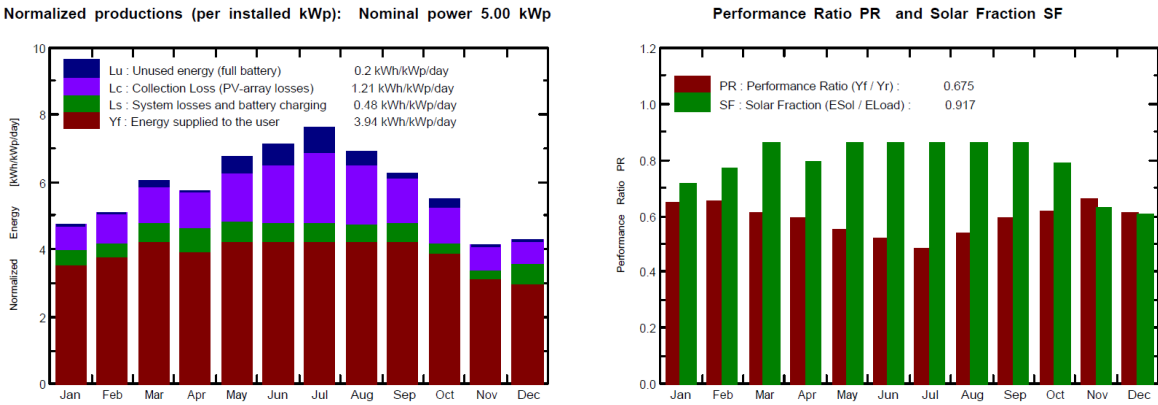 Normalized productions (per installed kWp): Nominal power 5.00 kWp
10
8
6
4
2
0
Normalized Energy [kWh/kWp/day]
Lu : Unused energy (full battery) 0.2 kWh/kWp/day
Lc : Collection Loss (PV-array losses) 1.21 kWh/kWp/day
Ls : System losses and battery charging 0.48 kWh/kWp/day
Yf : Energy supplied to the user 3.94 kWh/kWp/day
Jan Feb Mar Apr May Jun Jul Aug Sep Oct Nov Dec
Performance Ratio PR and Solar Fraction SF
1.2
1.0
0.8
0.6
0.4
0.2
0.0
Performance Ratio PR
PR : Performance Ratio (Yf / Yr) : 0.675
SF : Solar Fraction (ESol / ELoad) : 0.917
Jan Feb Mar Apr May Jun Jul Aug Sep Oct Nov Dec